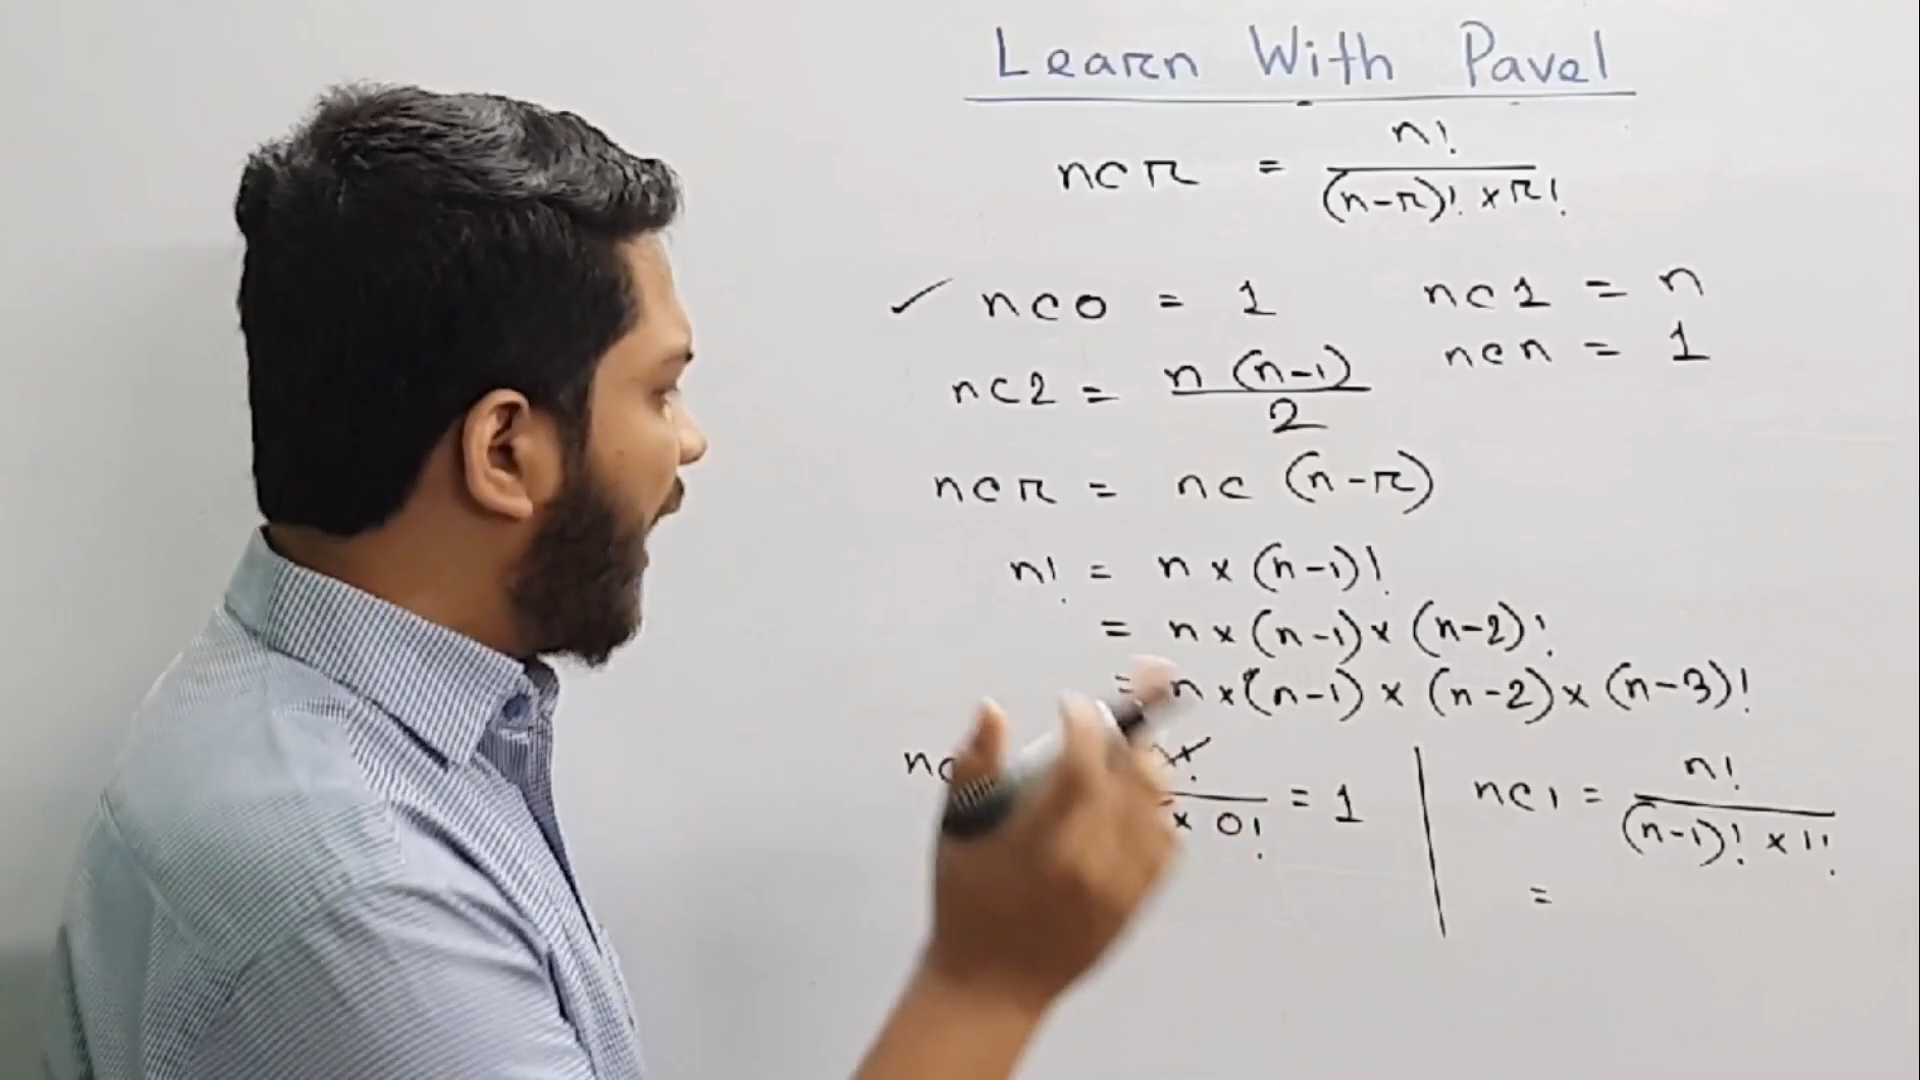 Learn With Pavel
ncr = n! / (n-r)! × r!
✓ nc0 = 1
nc1 = n
nc2 = n (n-1) / 2
ncn = 1
ncr = nc (n-r)
n! = n × (n-1)!
= n × (n-1) × (n-2)!
= n × (n-1) × (n-2) × (n-3)!
nc × 0! = 1
nc1 = n! / (n-1)! × 1!
=